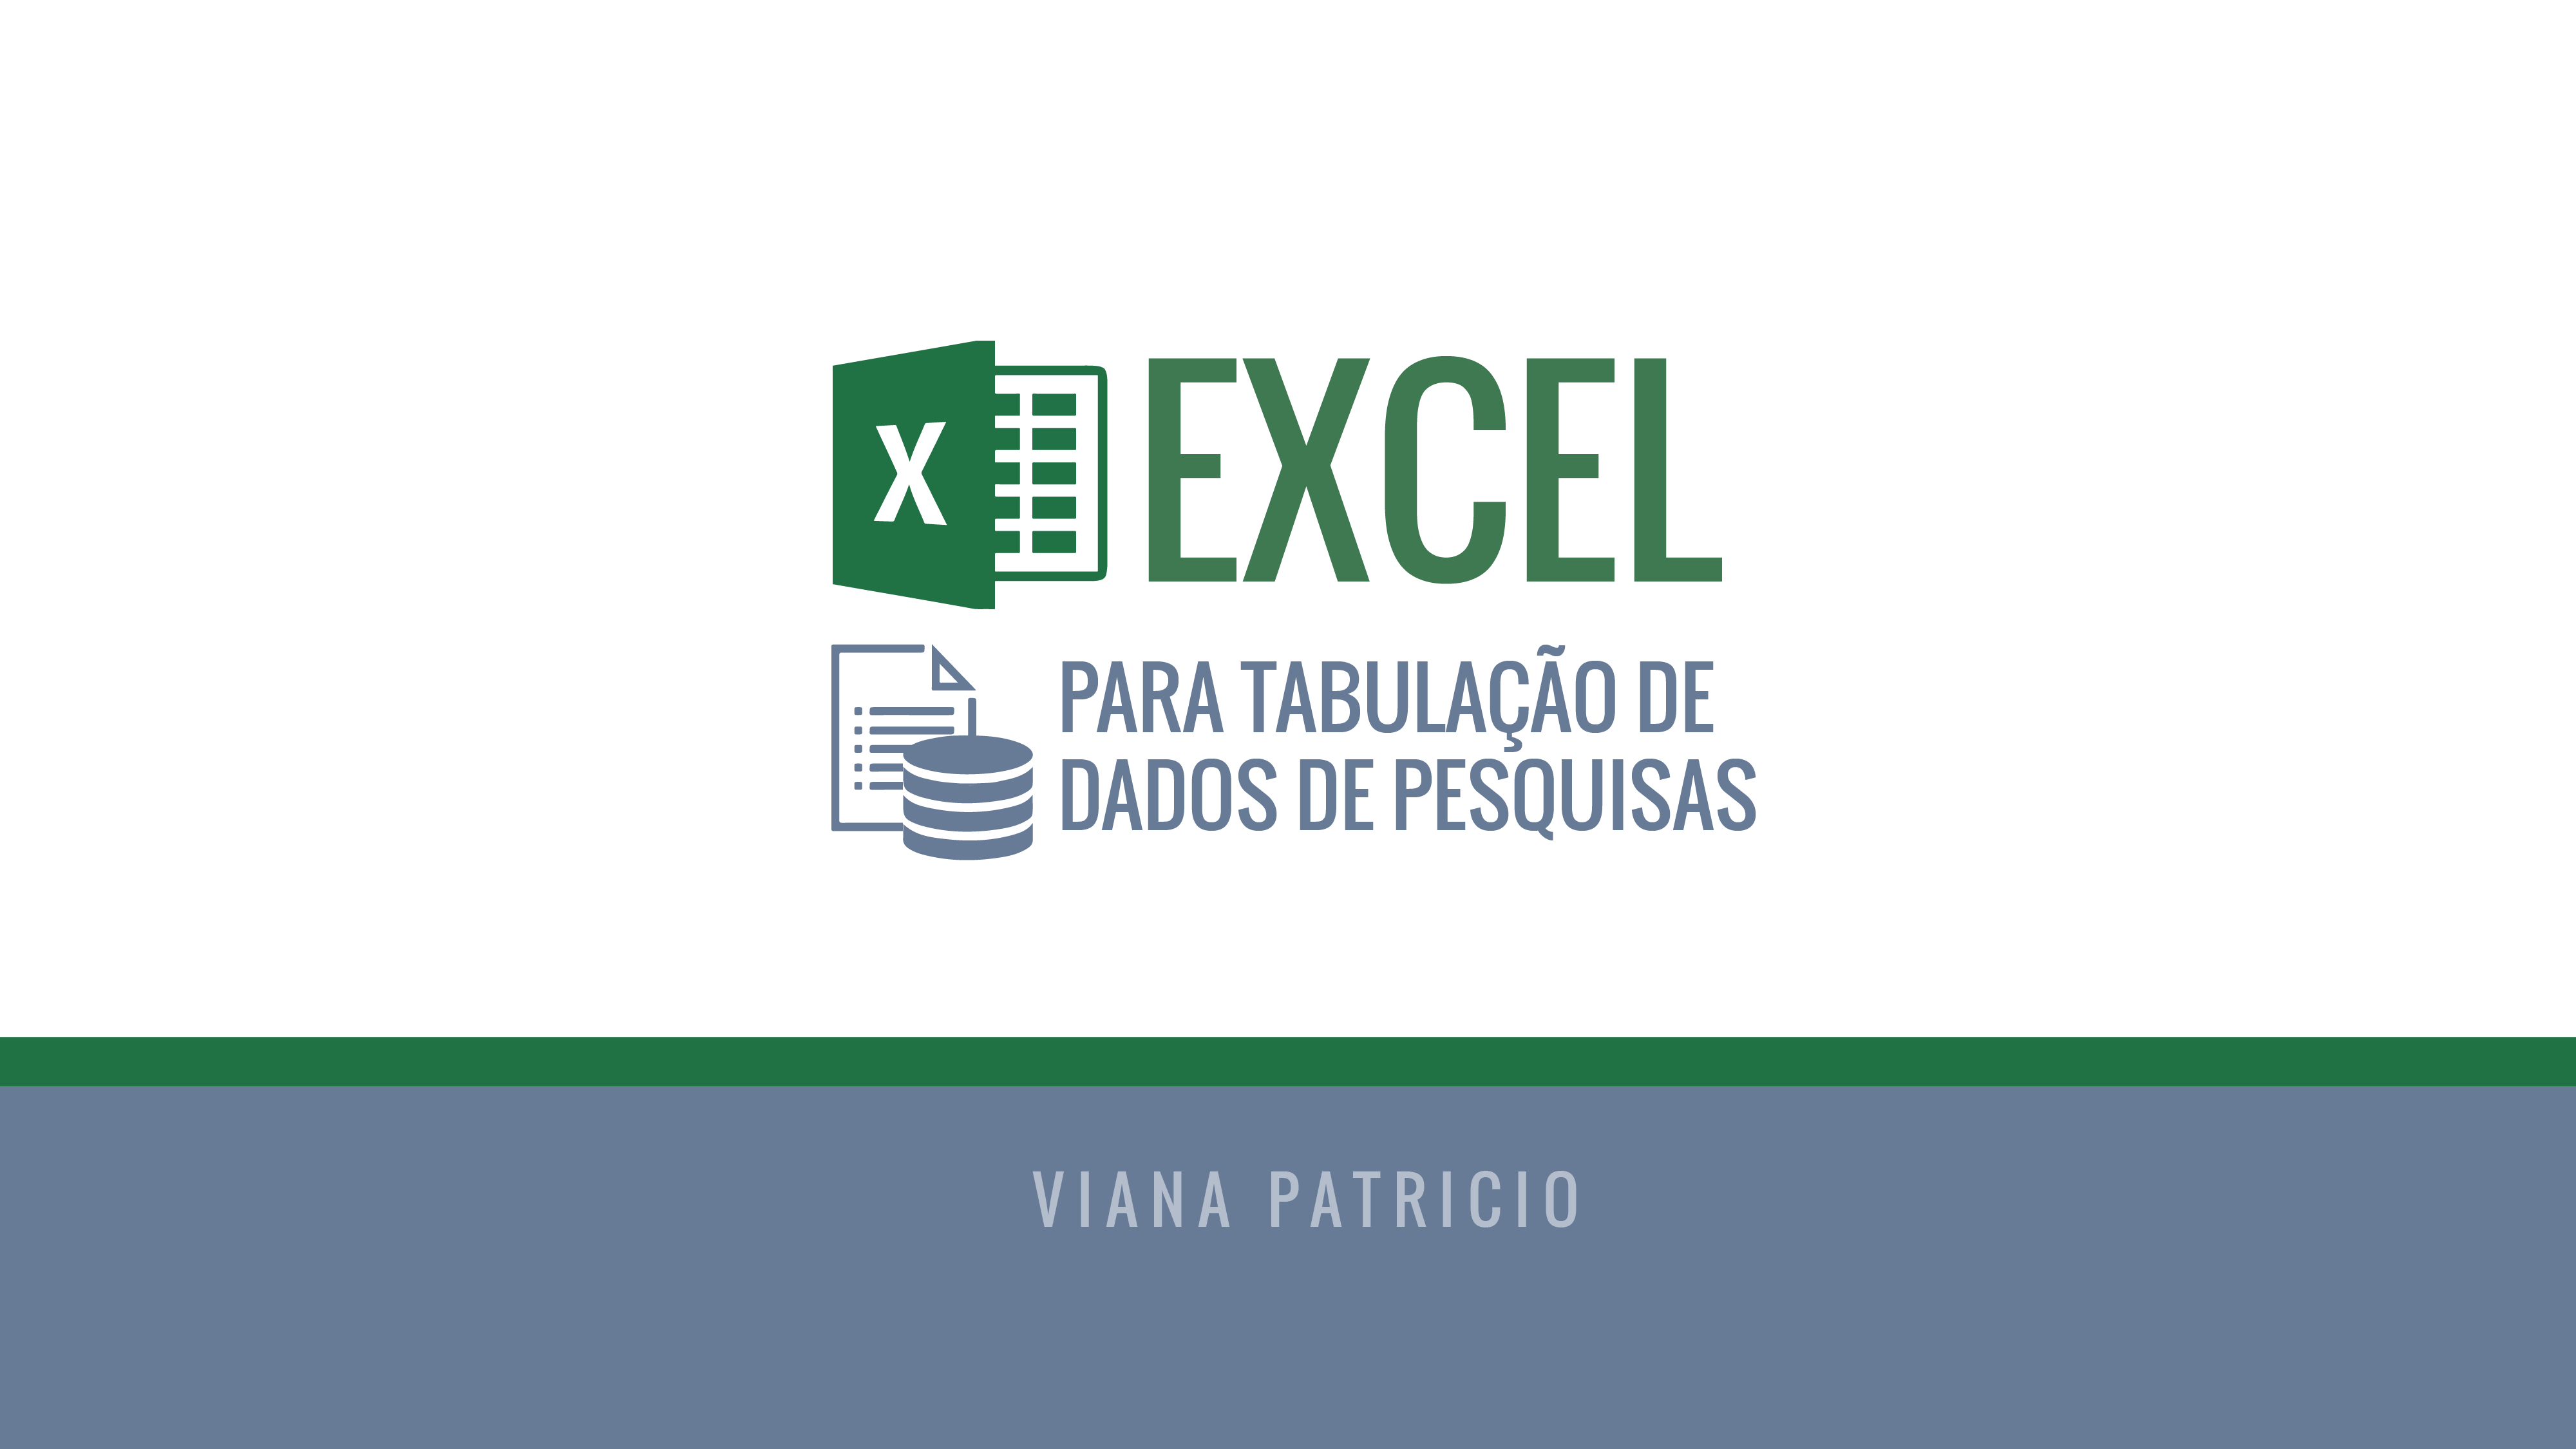 X
EXCEL
PARA TABULAÇÃO DE
DADOS DE PESQUISAS
VIANA PATRICIO